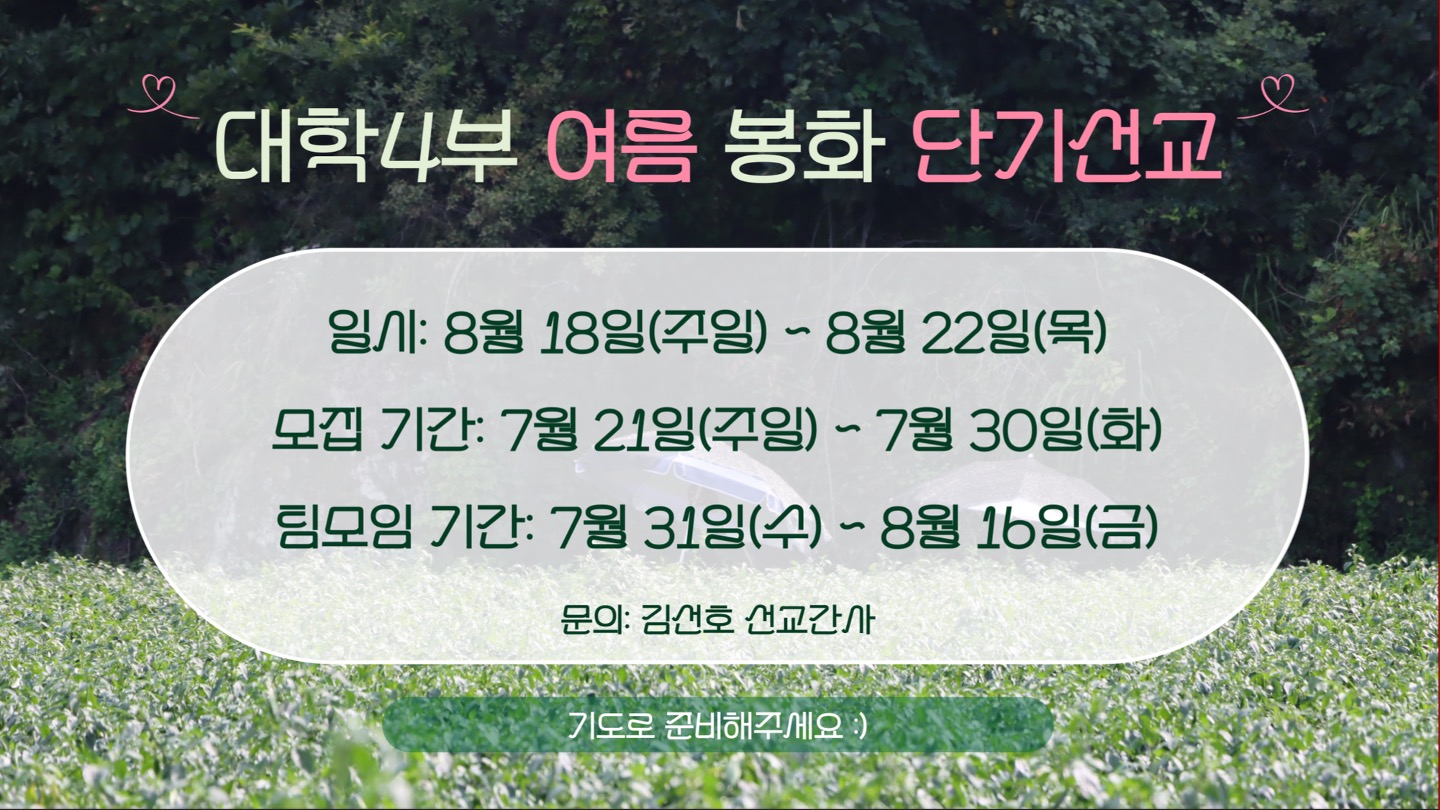 대학4부 여름 봉화 단기선교
일시: 8월 18일(주일) ~ 8월 22일(목)
모집 기간: 7월 21일(주일) ~ 7월 30일(화)
팀모임 기간: 7월 31일(수) ~ 8월 16일(금)
문의: 김선호 선교간사
기도로 준비해주세요 :)